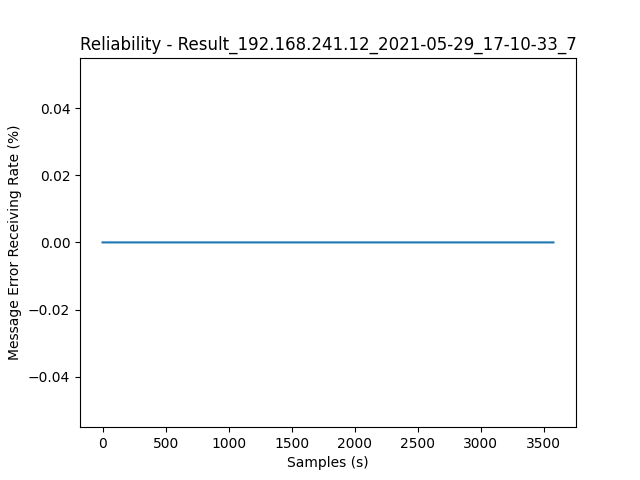 Reliability - Result_192.168.241.12_2021-05-29_17-10-33_7
Message Error Receiving Rate (%)
0.04
0.02
0.00
−0.02
−0.04
0 500 1000 1500 2000 2500 3000 3500
Samples (s)